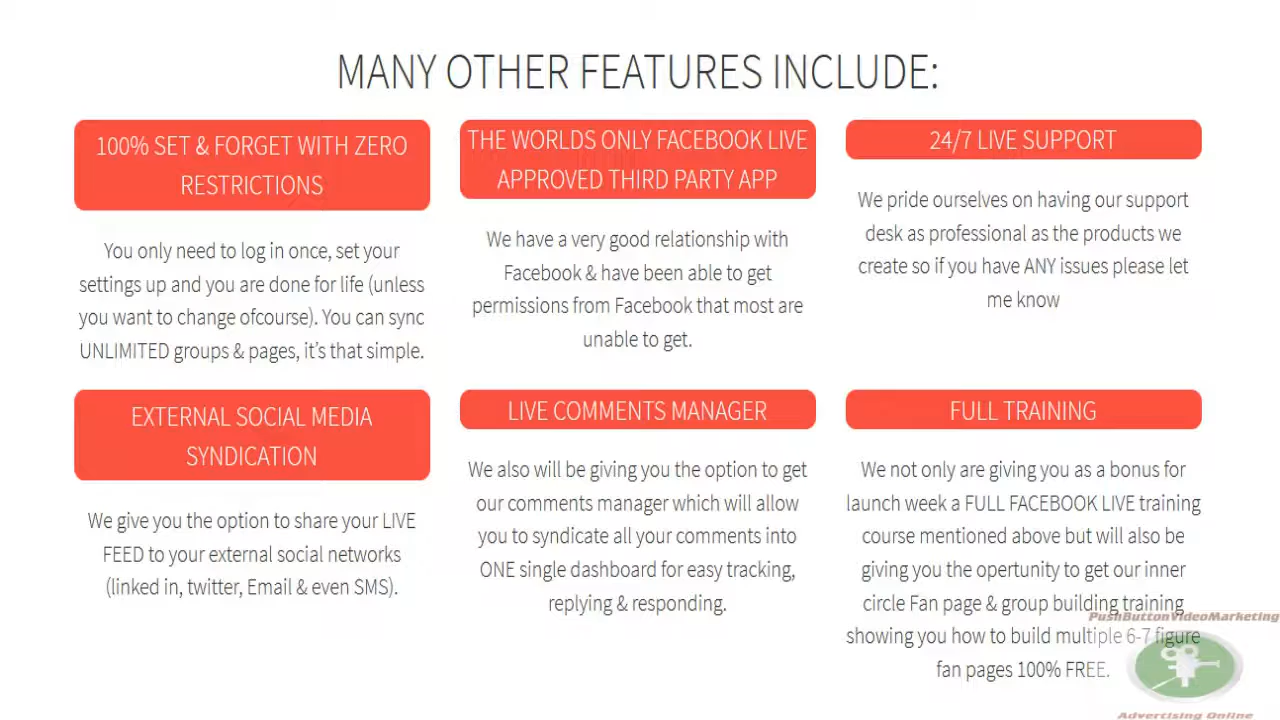 MANY OTHER FEATURES INCLUDE:
100% SET & FORGET WITH ZERO
RESTRICTIONS
You only need to log in once, set your
settings up and you are done for life (unless
you want to change ofcourse). You can sync
UNLIMITED groups & pages, it's that simple.
THE WORLDS ONLY FACEBOOK LIVE
APPROVED THIRD PARTY APP
We have a very good relationship with
Facebook & have been able to get
permissions from Facebook that most are
unable to get.
24/7 LIVE SUPPORT
We pride ourselves on having our support
desk as professional as the products we
create so if you have ANY issues please let
me know
EXTERNAL SOCIAL MEDIA
SYNDICATION
We give you the option to share your LIVE
FEED to your external social networks
(linked in, twitter, Email & even SMS).
LIVE COMMENTS MANAGER
We also will be giving you the option to get
our comments manager which will allow
you to syndicate all your comments into
ONE single dashboard for easy tracking,
replying & responding.
FULL TRAINING
We not only are giving you as a bonus for
launch week a FULL FACEBOOK LIVE training
course mentioned above but will also be
giving you the opertunity to get our inner
circle Fan page & group building training
showing you how to build multiple 6-7 figure
fan pages 100% FREE.
PushButtonVideoMarketing
Advertising Online